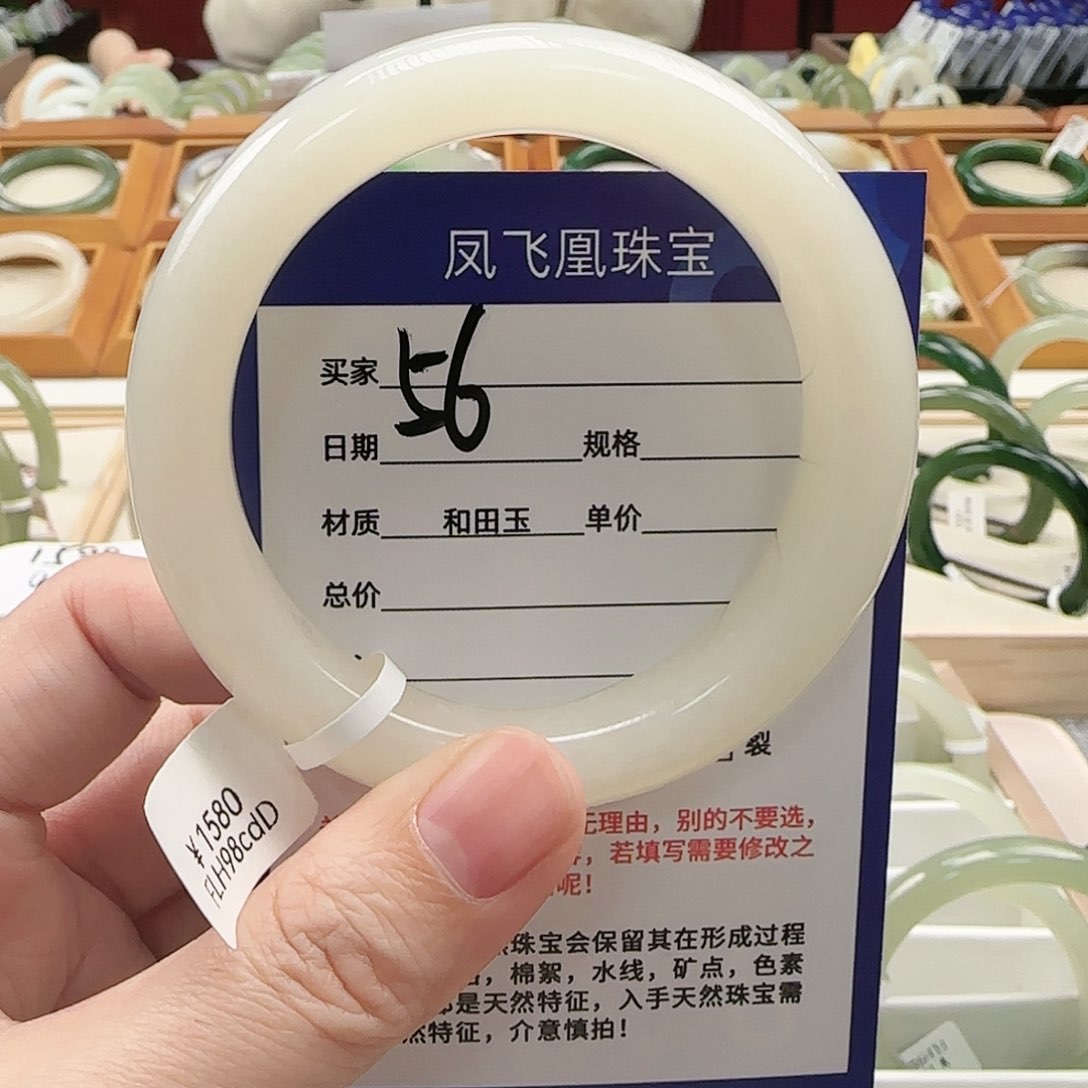 凤飞凰珠宝
买家 56
日期 规格
材质 和田玉 单价
总价
裂
无理由，别的不要选，
若填写需要修改之
呢！
珠宝会保留其在形成过程
棉絮，水线，矿点，色素
是天然特征，入手天然珠宝需
然特征，介意慎拍！
¥1580
FLH98cdD